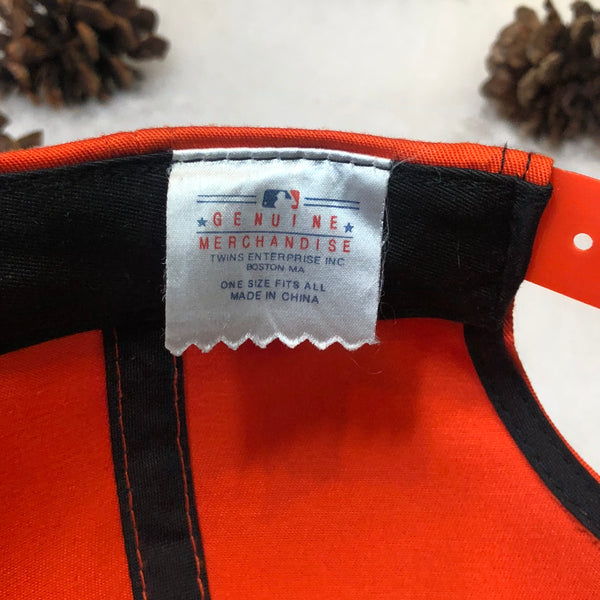 GENUINE
MERCHANDISE
TWINS ENTERPRISE INC
BOSTON MA
ONE SIZE FITS ALL
MADE IN CHINA